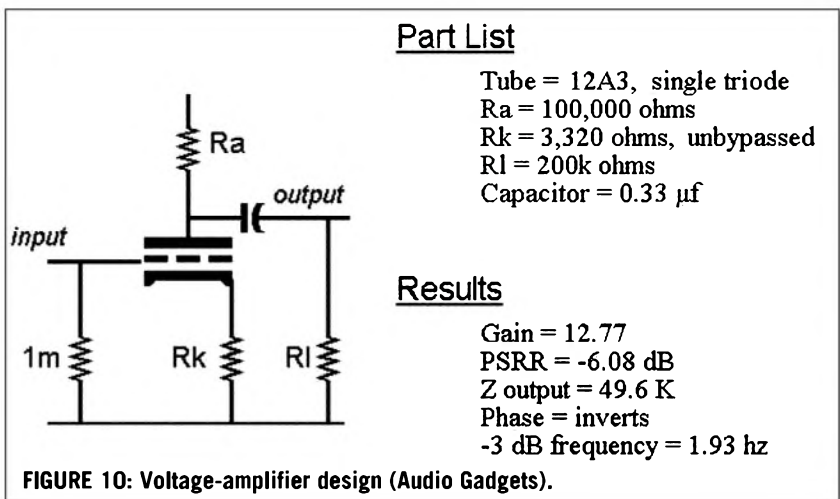 Part List
Tube = 12A3, single triode
Ra = 100,000 ohms
Rk = 3,320 ohms, unbypassed
Rl = 200k ohms
Capacitor = 0.33 µf
Ra
output
input
1m
Rk
Rl
Results
Gain = 12.77
PSRR = -6.08 dB
Z output = 49.6 K
Phase = inverts
-3 dB frequency = 1.93 hz
FIGURE 10: Voltage-amplifier design (Audio Gadgets).